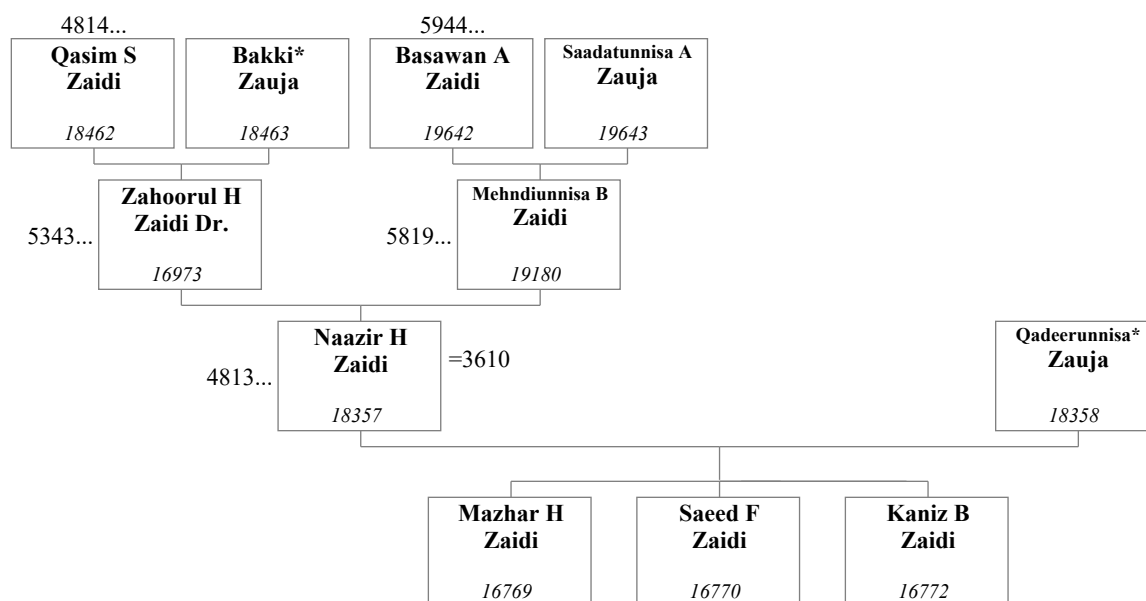 4814...
5944...
Qasim S
Zaidi
18462
Bakki*
Zauja
18463
Basawan A
Zaidi
19642
Saadatunnisa A
Zauja
19643
5343...
Zahoorul H
Zaidi Dr.
16973
5819...
Mehndiunnisa B
Zaidi
19180
4813...
Naazir H
Zaidi
18357
=3610
Qadeerunnisa*
Zauja
18358
Mazhar H
Zaidi
16769
Saeed F
Zaidi
16770
Kaniz B
Zaidi
16772